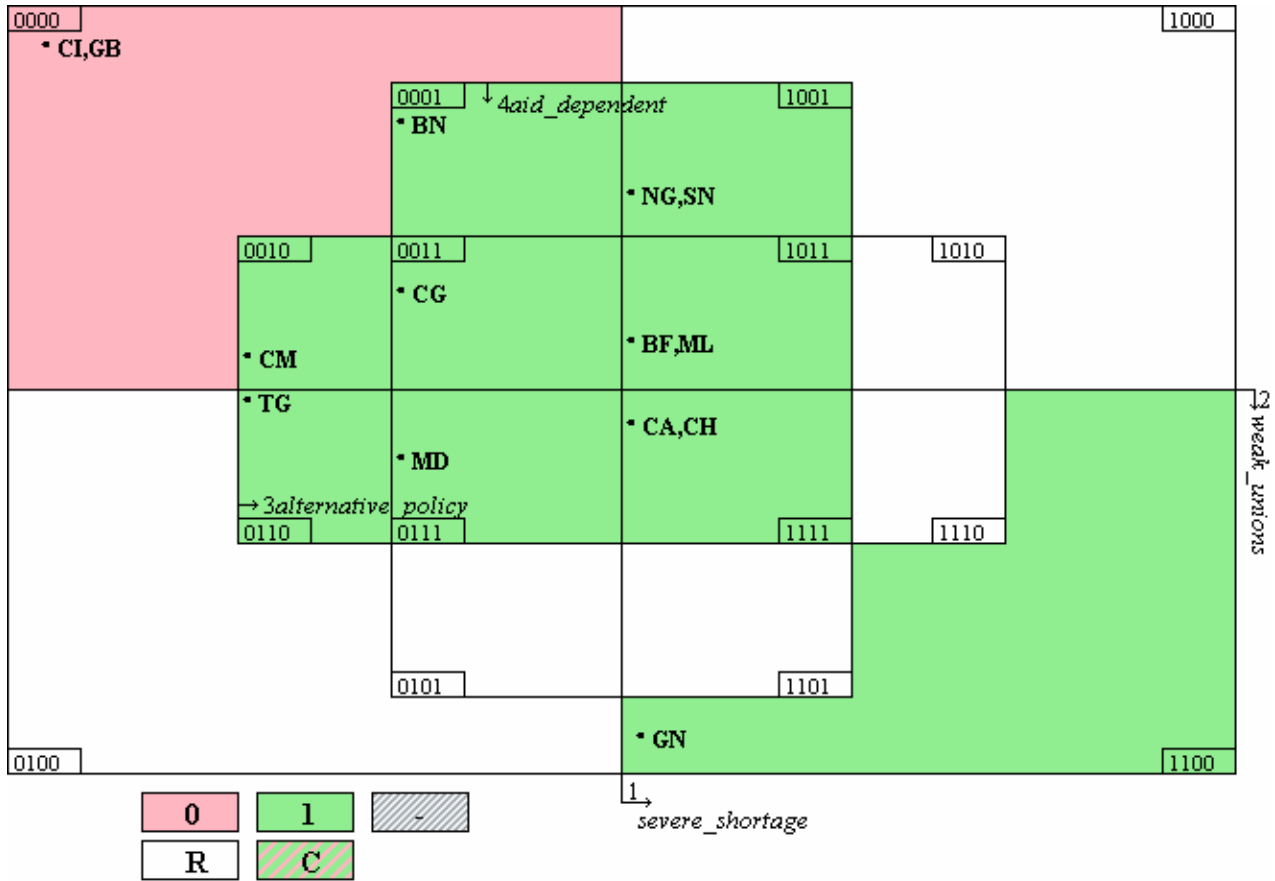 0000
1000
CI,GB
0001
4aid_dependent
1001
BN
NG,SN
0010
0011
1011
1010
CG
BF,ML
CM
TG
2
CA,CH
weak_unions
MD
3alternative_policy
0110
0111
1111
1110
0101
1101
GN
0100
1100
1
severe_shortage
0
1
-
R
C